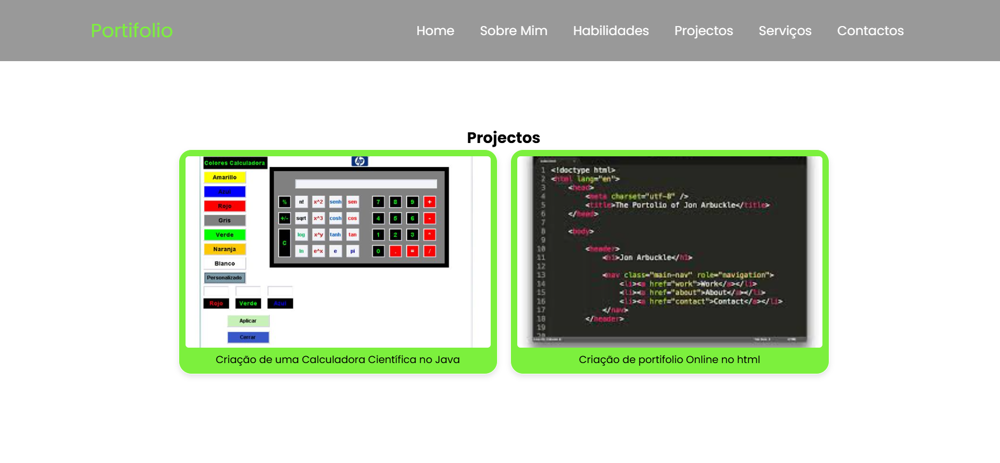 Portifolio
Home Sobre Mim Habilidades Projectos Serviços Contactos
Projectos
Colores Calculadora
hp
Amarillo
Azul
Rojo
Gris
Verde
Naranja
Blanco
Personalizado
Rojo Verde Azul
Aplicar
Cerrar
% n! x^2 senh sen 7 8 9 +
+/- sqrt x^3 cosh cos 4 5 6 -
log x^y tanh tan 1 2 3 *
C
ln e^x e pi 0 . = /
Criação de uma Calculadora Científica no Java
1 <!doctype html>
2 <html lang="en">
3 <head>
4 <meta charset="utf-8" />
5 <title>The Portolio of Jon Arbuckle</title>
6 </head>
7
8 <body>
9
10 <header>
11 <h1>Jon Arbuckle</h1>
12
13 <nav class="main-nav" role="navigation">
14 <li><a href="work">Work</a></li>
15 <li><a href="about">About</a></li>
16 <li><a href="contact">Contact</a></li>
17 </nav>
18 </header>
19
20
Criação de portifolio Online no html